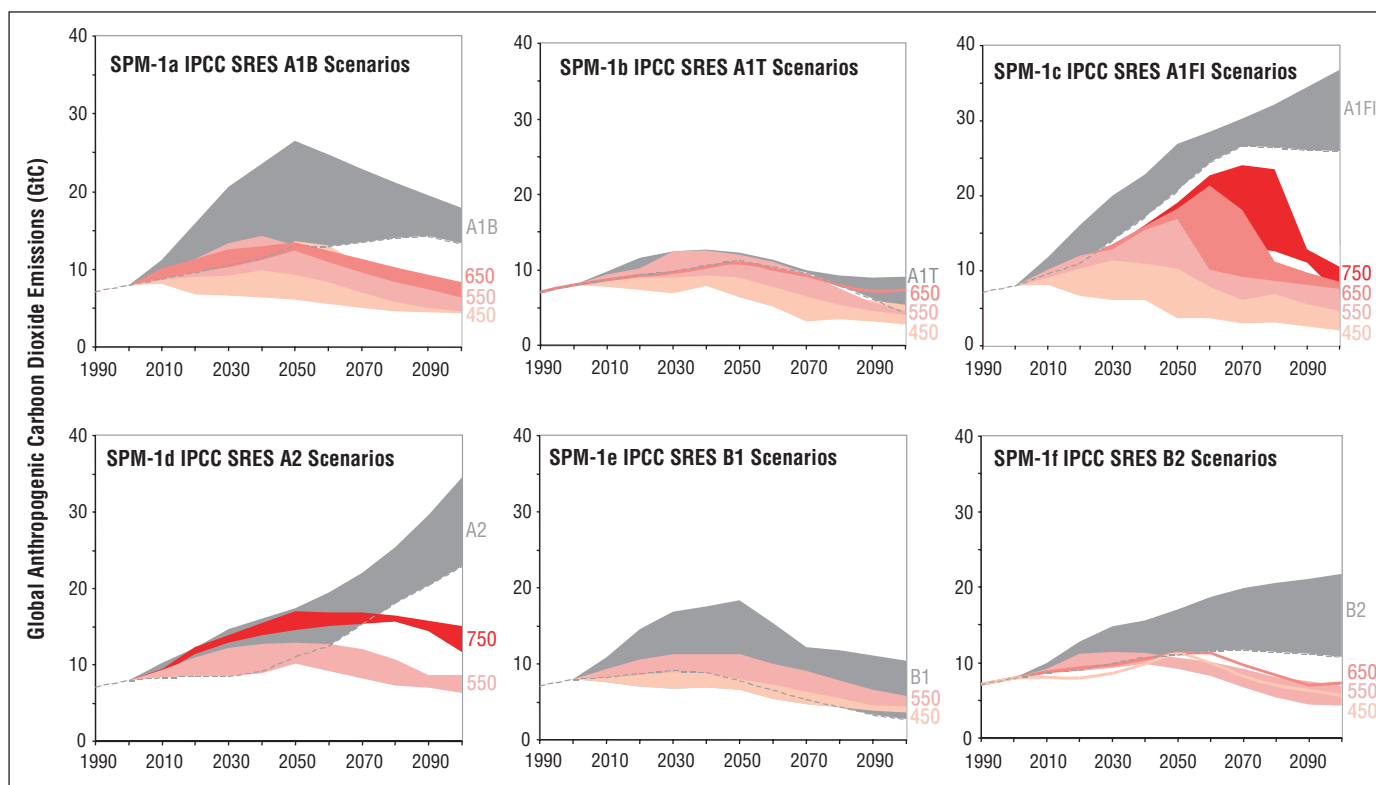 Global Anthropogenic Carboon Dioxide Emissions (GtC)
SPM-1a IPCC SRES A1B Scenarios
40
30
20
10
0
1990 2010 2030 2050 2070 2090
A1B
650
550
450
SPM-1b IPCC SRES A1T Scenarios
40
30
20
10
0
1990 2010 2030 2050 2070 2090
A1T
650
550
450
SPM-1c IPCC SRES A1FI Scenarios
40
30
20
10
0
1990 2010 2030 2050 2070 2090
A1FI
750
650
550
450
SPM-1d IPCC SRES A2 Scenarios
40
30
20
10
0
1990 2010 2030 2050 2070 2090
A2
750
550
SPM-1e IPCC SRES B1 Scenarios
40
30
20
10
0
1990 2010 2030 2050 2070 2090
B1
550
450
SPM-1f IPCC SRES B2 Scenarios
40
30
20
10
0
1990 2010 2030 2050 2070 2090
B2
650
550
450